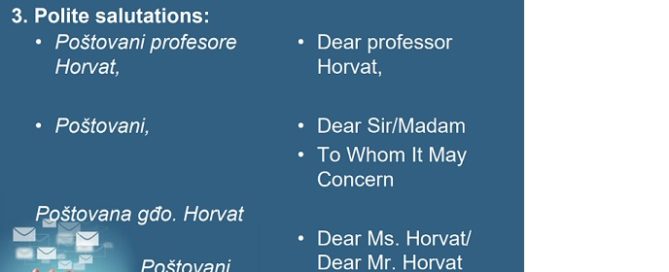 3. Polite salutations:
• Poštovani profesore
Horvat,
• Dear professor
Horvat,
• Poštovani,
• Dear Sir/Madam
• To Whom It May
Concern
Poštovana gđo. Horvat
• Dear Ms. Horvat/
Dear Mr. Horvat
Poštovani